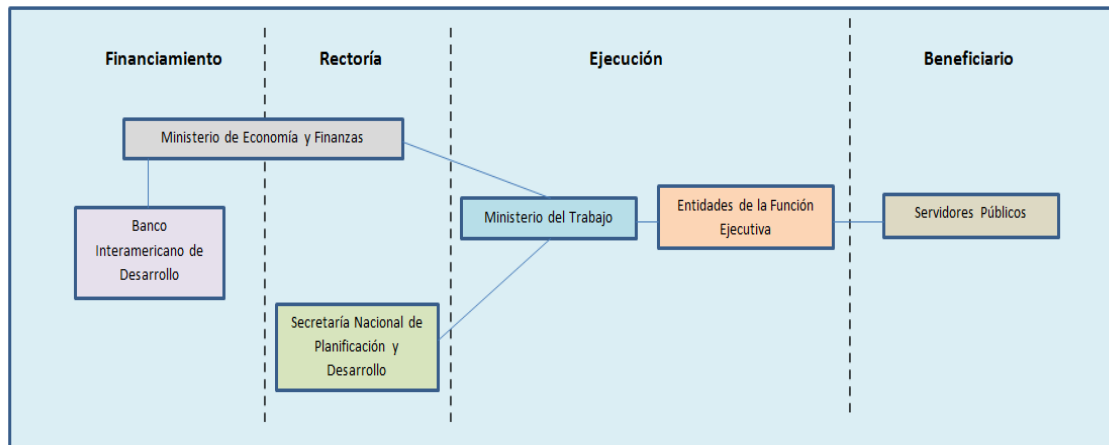 Financiamiento
Rectoría
Ejecución
Beneficiario
Ministerio de Economía y Finanzas
Banco
Interamericano de
Desarrollo
Ministerio del Trabajo
Entidades de la Función
Ejecutiva
Servidores Públicos
Secretaría Nacional de
Planificación y
Desarrollo